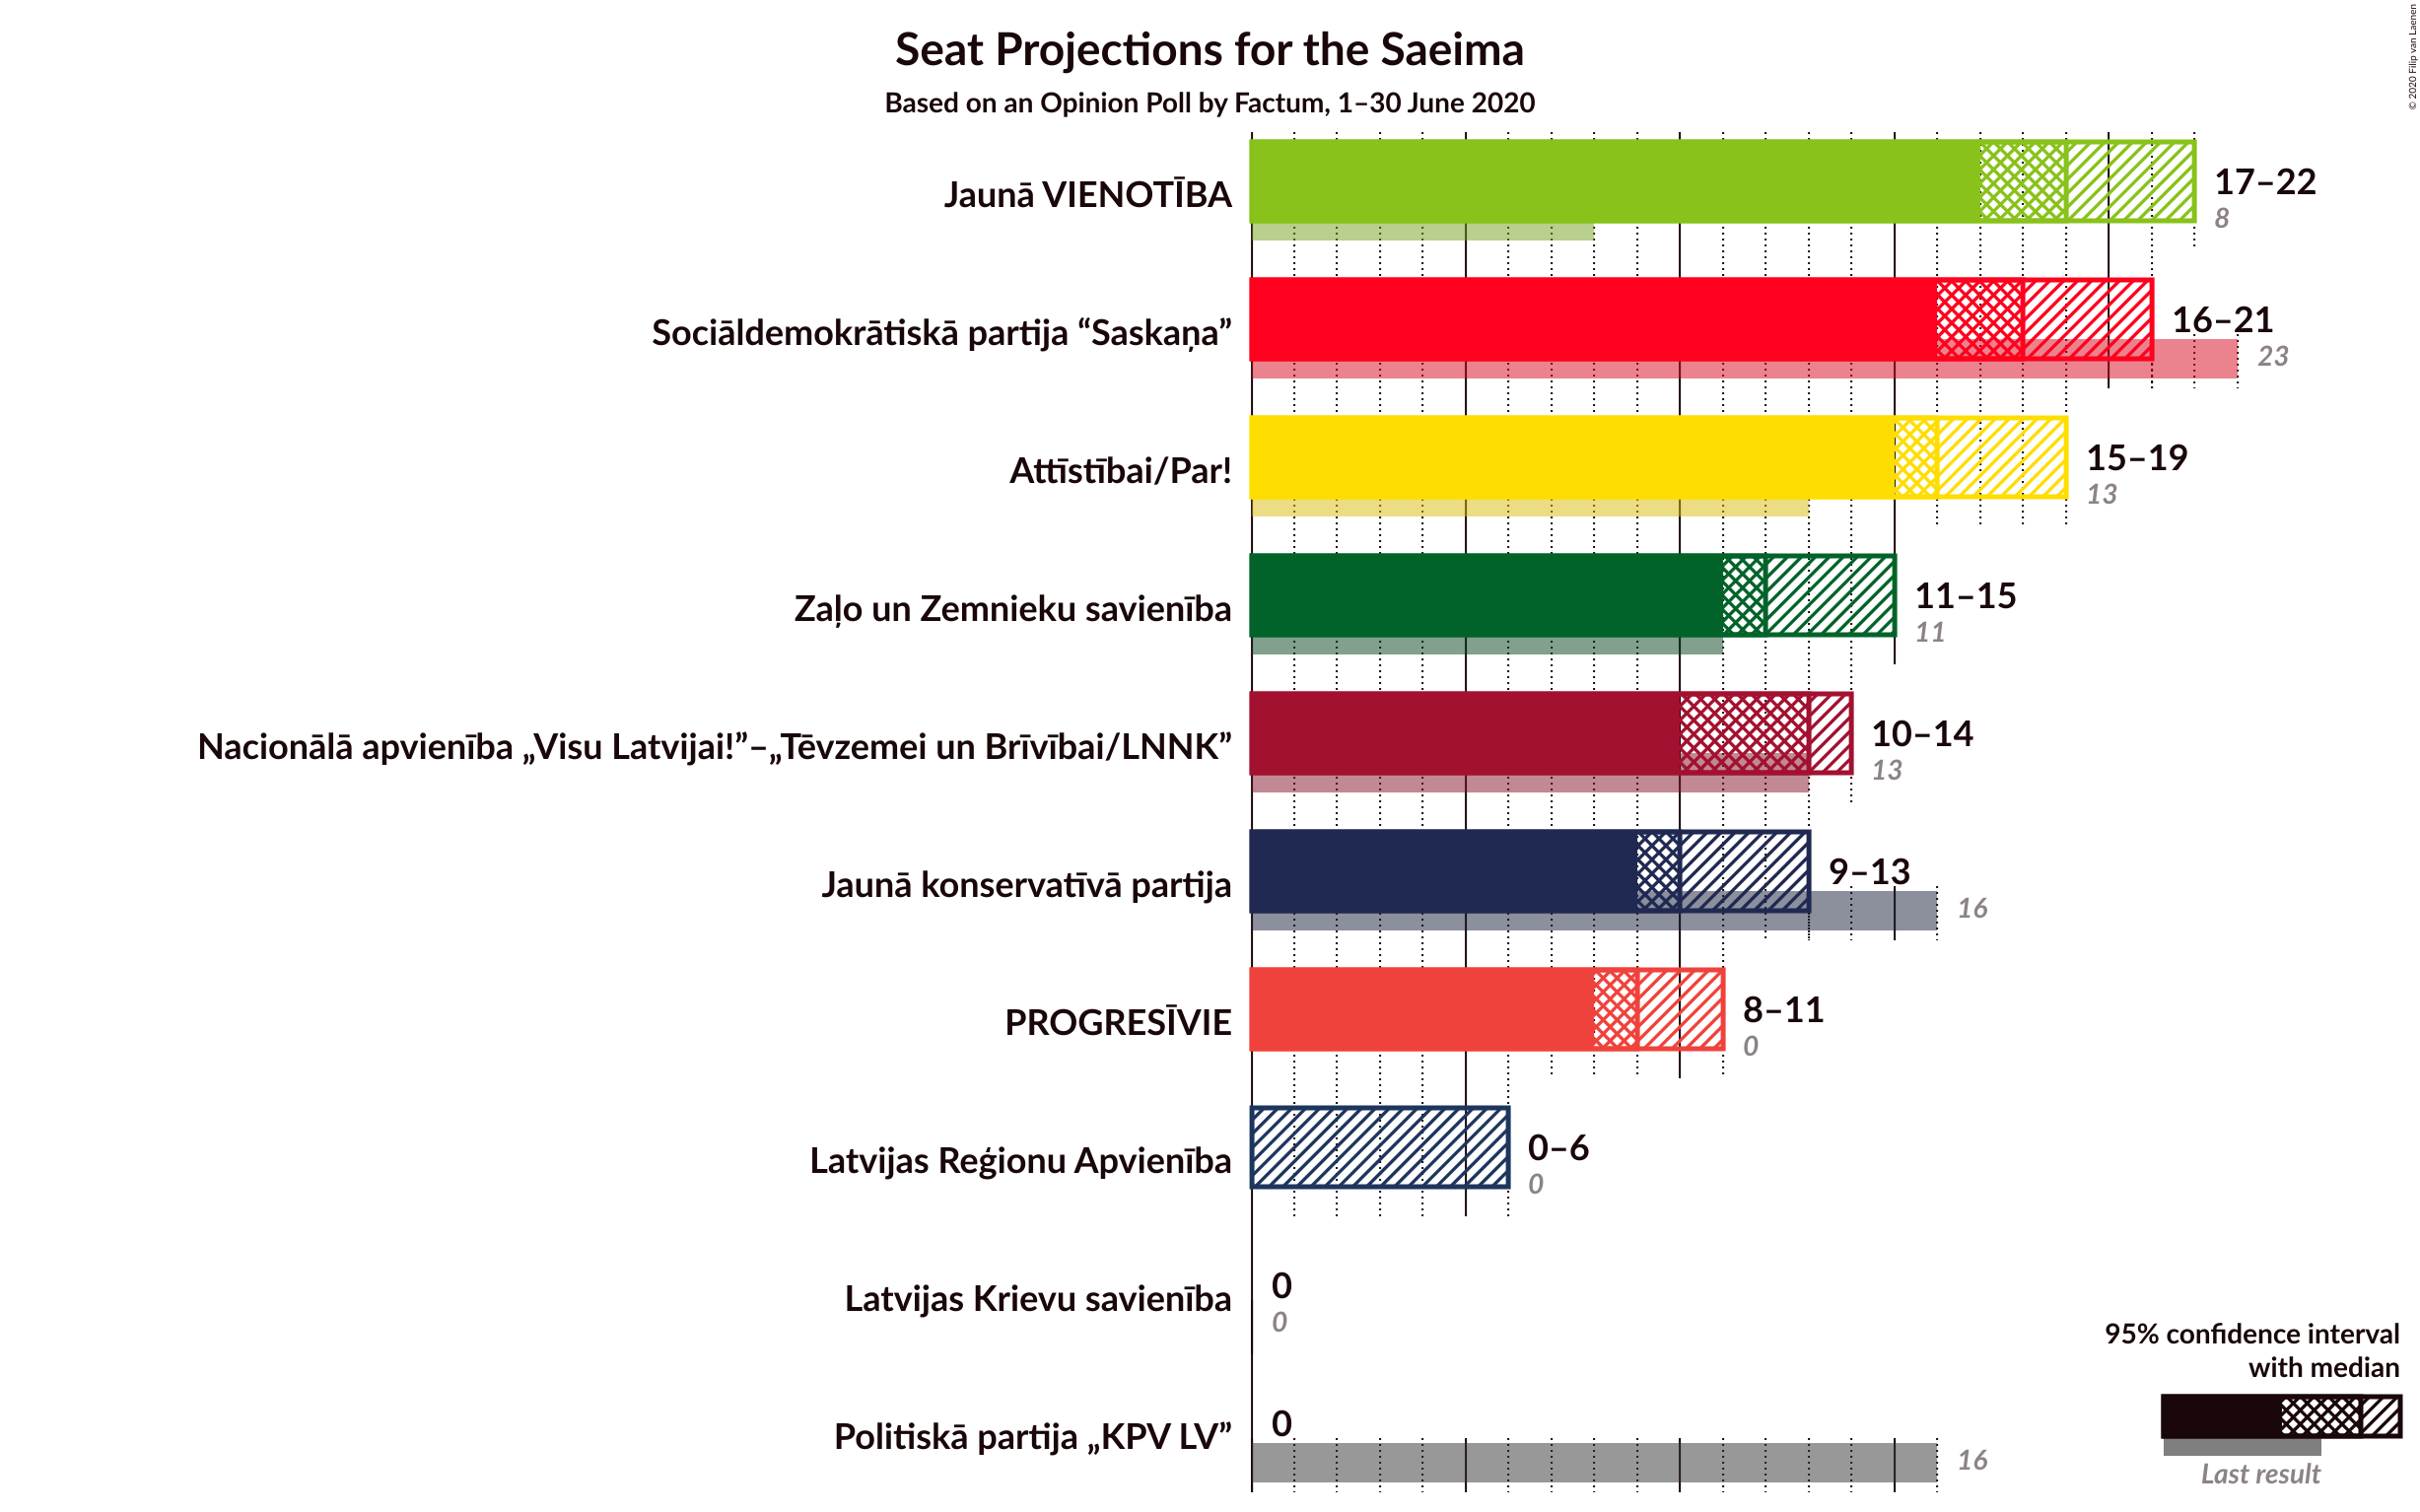 Seat Projections for the Saeima
Based on an Opinion Poll by Factum, 1–30 June 2020
© 2020 Filip van Laenen
Jaunā VIENOTĪBA
17–22
8
Sociāldemokrātiskā partija “Saskaņa”
16–21
23
Attīstībai/Par!
15–19
13
Zaļo un Zemnieku savienība
11–15
11
Nacionālā apvienība „Visu Latvijai!”–„Tēvzemei un Brīvībai/LNNK”
10–14
13
Jaunā konservatīvā partija
9–13
16
PROGRESĪVIE
8–11
0
Latvijas Reģionu Apvienība
0–6
0
Latvijas Krievu savienība
0
0
Politiskā partija „KPV LV”
0
16
95% confidence interval
with median
Last result